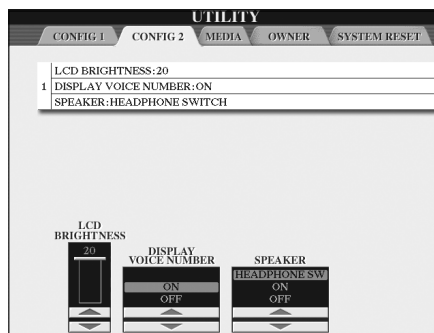 UTILITY
CONFIG 1 CONFIG 2 MEDIA OWNER SYSTEM RESET
LCD BRIGHTNESS:20
1 DISPLAY VOICE NUMBER:ON
SPEAKER:HEADPHONE SWITCH
LCD
BRIGHTNESS
20
DISPLAY
VOICE NUMBER
ON
OFF
SPEAKER
HEADPHONE SW
ON
OFF